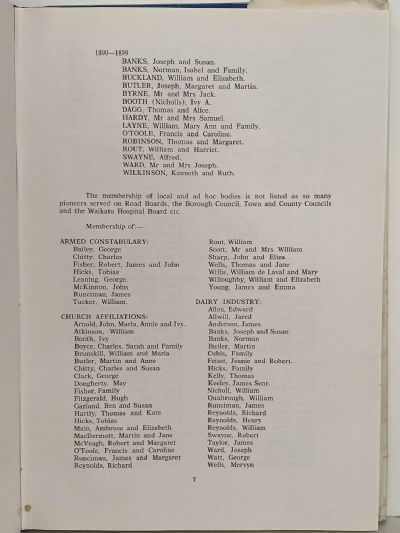 1890—1899
BANKS, Joseph and Susan.
BANKS, Norman, Isabel and Family.
BUCKLAND, William and Elizabeth.
BUTLER, Joseph, Margaret and Martin.
BYRNE, Mr and Mrs Jack.
BOOTH (Nicholls), Ivy A.
DAGG, Thomas and Alice.
HARDY, Mr and Mrs Samuel.
LAYNE, William, Mary Ann and Family.
O'TOOLE, Francis and Caroline.
ROBINSON, Thomas and Margaret.
ROUT, William and Harriet.
SWAYNE, Alfred.
WARD, Mr and Mrs Joseph.
WILKINSON, Kenneth and Ruth.
The membership of local and ad hoc bodies is not listed as so many
pioneers served on Road Boards, the Borough Council, Town and County Councils
and the Waikato Hospital Board etc.
Membership of:—
ARMED CONSTABULARY:
Bailey, George
Chitty, Charles
Fisher, Robert, James and John
Hicks, Tobias
Leaning, George.
McKinnon, John
Runciman, James
Tucker, William.
CHURCH AFFILIATIONS:
Arnold, John, Maria, Annie and Ivy.
Atkinson, William
Booth, Ivy
Boyce, Charles, Sarah and Family
Brunskill, William and Maria
Butler, Martin and Anne
Chitty, Charles and Susan
Clark, George
Dougherty, May
Fisher, Family
Fitzgerald, Hugh
Garland, Ben and Susan
Hartly, Thomas and Kate
Hicks, Tobias
Main, Ambrose and Elizabeth
MacDermott, Martin and Jane
McVeagh, Robert and Margaret
O'Toole, Francis and Caroline
Runciman, James and Margaret
Reynolds, Richard
Rout, William
Scott, Mr and Mrs William
Sharp, John and Eliza
Wells, Thomas and Jane
Willis, William de Laval and Mary
Willoughby, William and Elizabeth
Young, James and Emma
DAIRY INDUSTRY:
Allen, Edward
Allwill, Jared
Anderson, James
Banks, Joseph and Susan
Banks, Norman
Butler, Martin
Cubis, Family
Feisst, Jeanie and Robert.
Hicks, Family
Kelly, Thomas
Keeley, James Senr.
Nicholl, William
Qualtrough, William
Runciman, James
Reynolds, Richard
Reynolds, Henry
Reynolds, William
Swayne, Robert
Taylor, James
Ward, Joseph
Watt, George
Wells, Mervyn
7